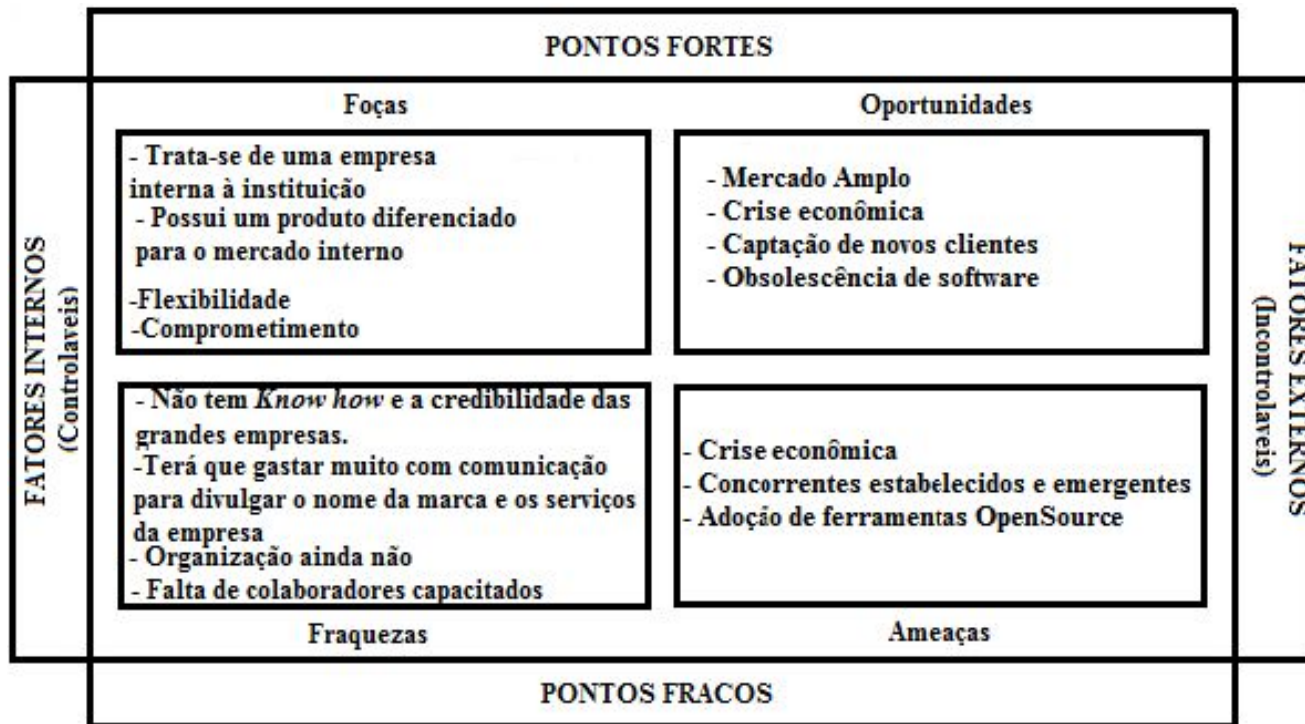 PONTOS FORTES
FATORES INTERNOS
(Controlaveis)
Foças
- Trata-se de uma empresa
interna à instituição
- Possui um produto diferenciado
para o mercado interno
-Flexibilidade
-Comprometimento
Oportunidades
- Mercado Amplo
- Crise econômica
- Captação de novos clientes
- Obsolescência de software
- Não tem Know how e a credibilidade das
grandes empresas.
-Terá que gastar muito com comunicação
para divulgar o nome da marca e os serviços
da empresa
- Organização ainda não
- Falta de colaboradores capacitados
Fraquezas
- Crise econômica
- Concorrentes estabelecidos e emergentes
- Adoção de ferramentas OpenSource
Ameaças
FATORES EXTERNOS
(Incontrolaveis)
PONTOS FRACOS